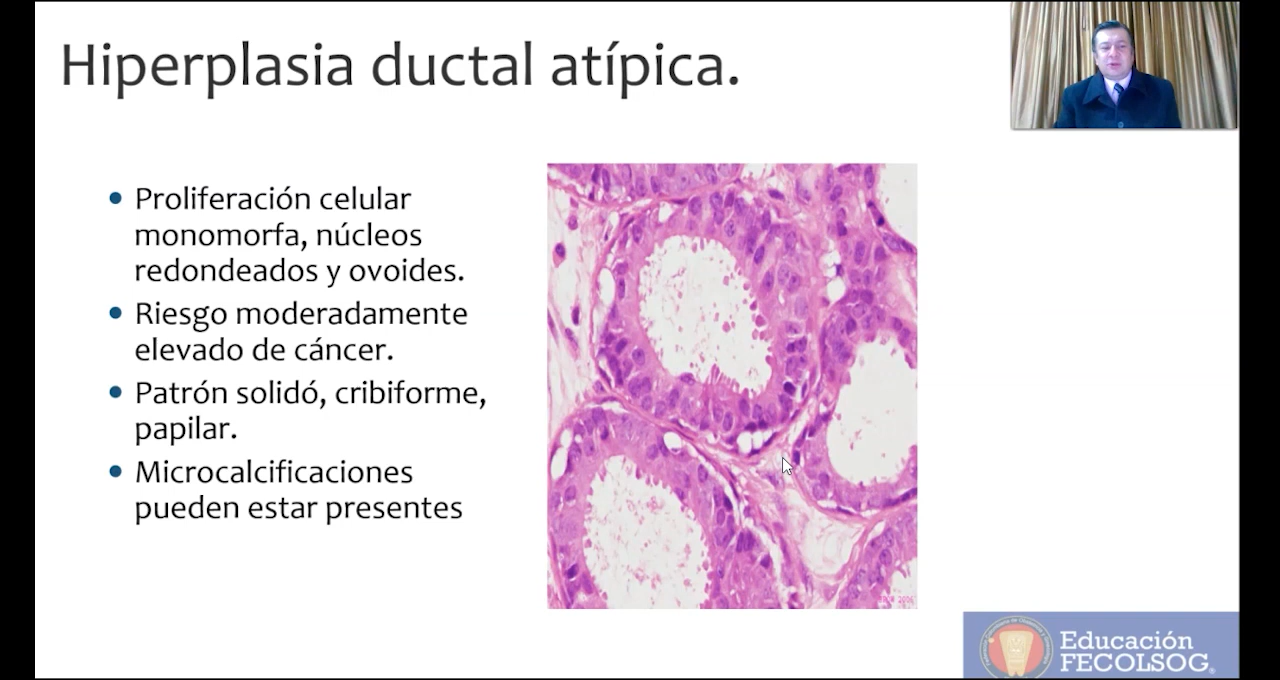 Hiperplasia ductal atípica.
Proliferación celular
monomorfa, núcleos
redondeados y ovoides.
Riesgo moderadamente
elevado de cáncer.
Patrón solidó, cribiforme,
papilar.
Microcalcificaciones
pueden estar presentes
Educación
FECOLSOG